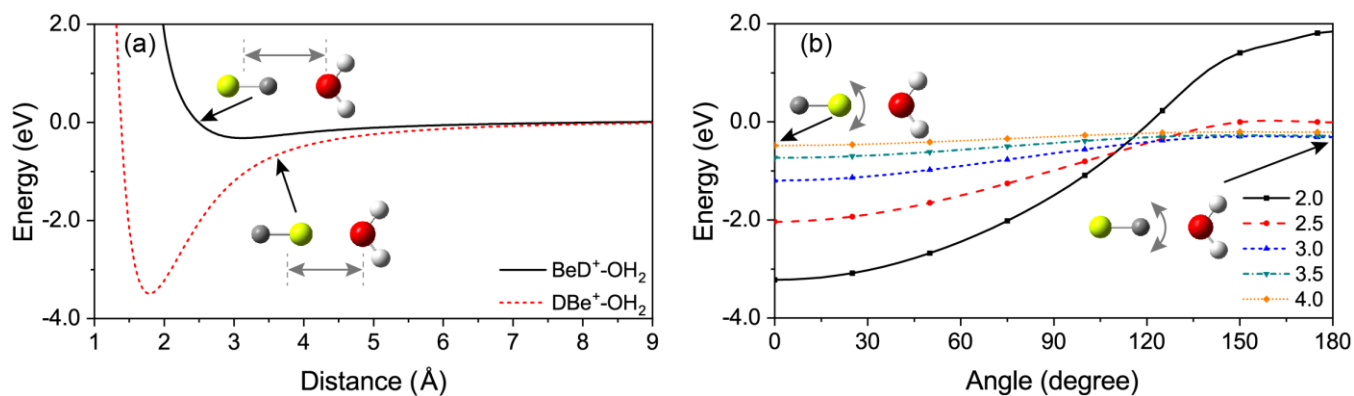 (a)
2.0
0.0
-2.0
-4.0
Energy (eV)
BeD⁺-OH₂
DBe⁺-OH₂
1 2 3 4 5 6 7 8 9
Distance (Å)
(b)
2.0
0.0
-2.0
-4.0
Energy (eV)
2.0
2.5
3.0
3.5
4.0
0 30 60 90 120 150 180
Angle (degree)